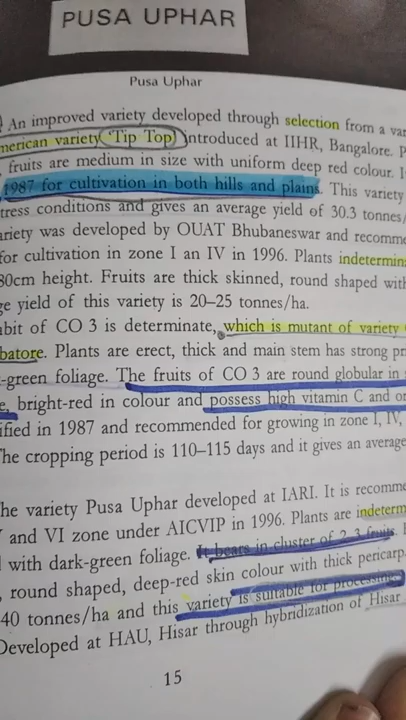 PUSA UPHAR
Pusa Uphar
An improved variety developed through selection from a
merican variety 'Tip Top' introduced at IIHR, Bangalore.
fruits are medium in size with uniform deep red colour.
1987 for cultivation in both hills and plains. This variety
tress conditions and gives an average yield of 30.3 tonnes/
ariety was developed by OUAT Bhubaneswar and recomme
for cultivation in zone I an IV in 1996. Plants indetermin
80cm height. Fruits are thick skinned, round shaped with
ge yield of this variety is 20–25 tonnes/ha.
abit of CO 3 is determinate, which is mutant of variety
batore. Plants are erect, thick and main stem has strong pr
-green foliage. The fruits of CO 3 are round globular in
e, bright-red in colour and possess high vitamin C and or
ified in 1987 and recommended for growing in zone I, IV,
The cropping period is 110–115 days and it gives an average
he variety Pusa Uphar developed at IARI. It is recomme
and VI zone under AICVIP in 1996. Plants are indeterm
with dark-green foliage. It bears in cluster of 2-3 fruits.
, round shaped, deep-red skin colour with thick pericarp.
40 tonnes/ha and this variety is suitable for processing
Developed at HAU, Hisar through hybridization of Hisar
15